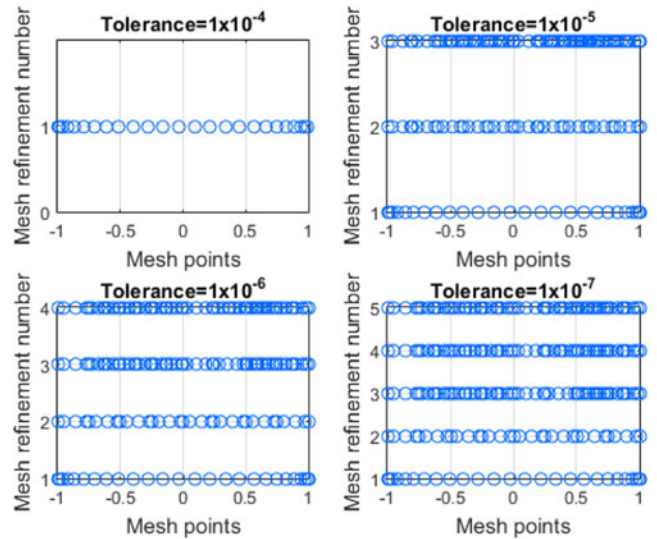 Tolerance=1x10⁻⁴
Mesh refinement number
1
0
-1 -0.5 0 0.5 1
Mesh points
Tolerance=1x10⁻⁵
Mesh refinement number
3
2
1
-1 -0.5 0 0.5 1
Mesh points
Tolerance=1x10⁻⁶
Mesh refinement number
4
3
2
1
-1 -0.5 0 0.5 1
Mesh points
Tolerance=1x10⁻⁷
Mesh refinement number
5
4
3
2
1
-1 -0.5 0 0.5 1
Mesh points